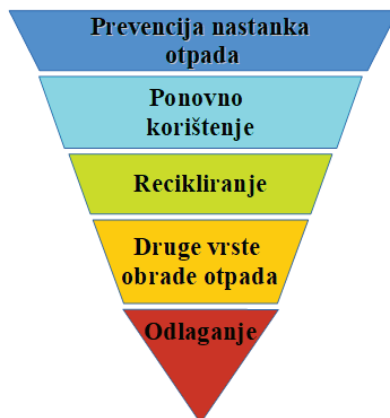 Prevencija nastanka
otpada
Ponovno
korištenje
Recikliranje
Druge vrste
obrade otpada
Odlaganje